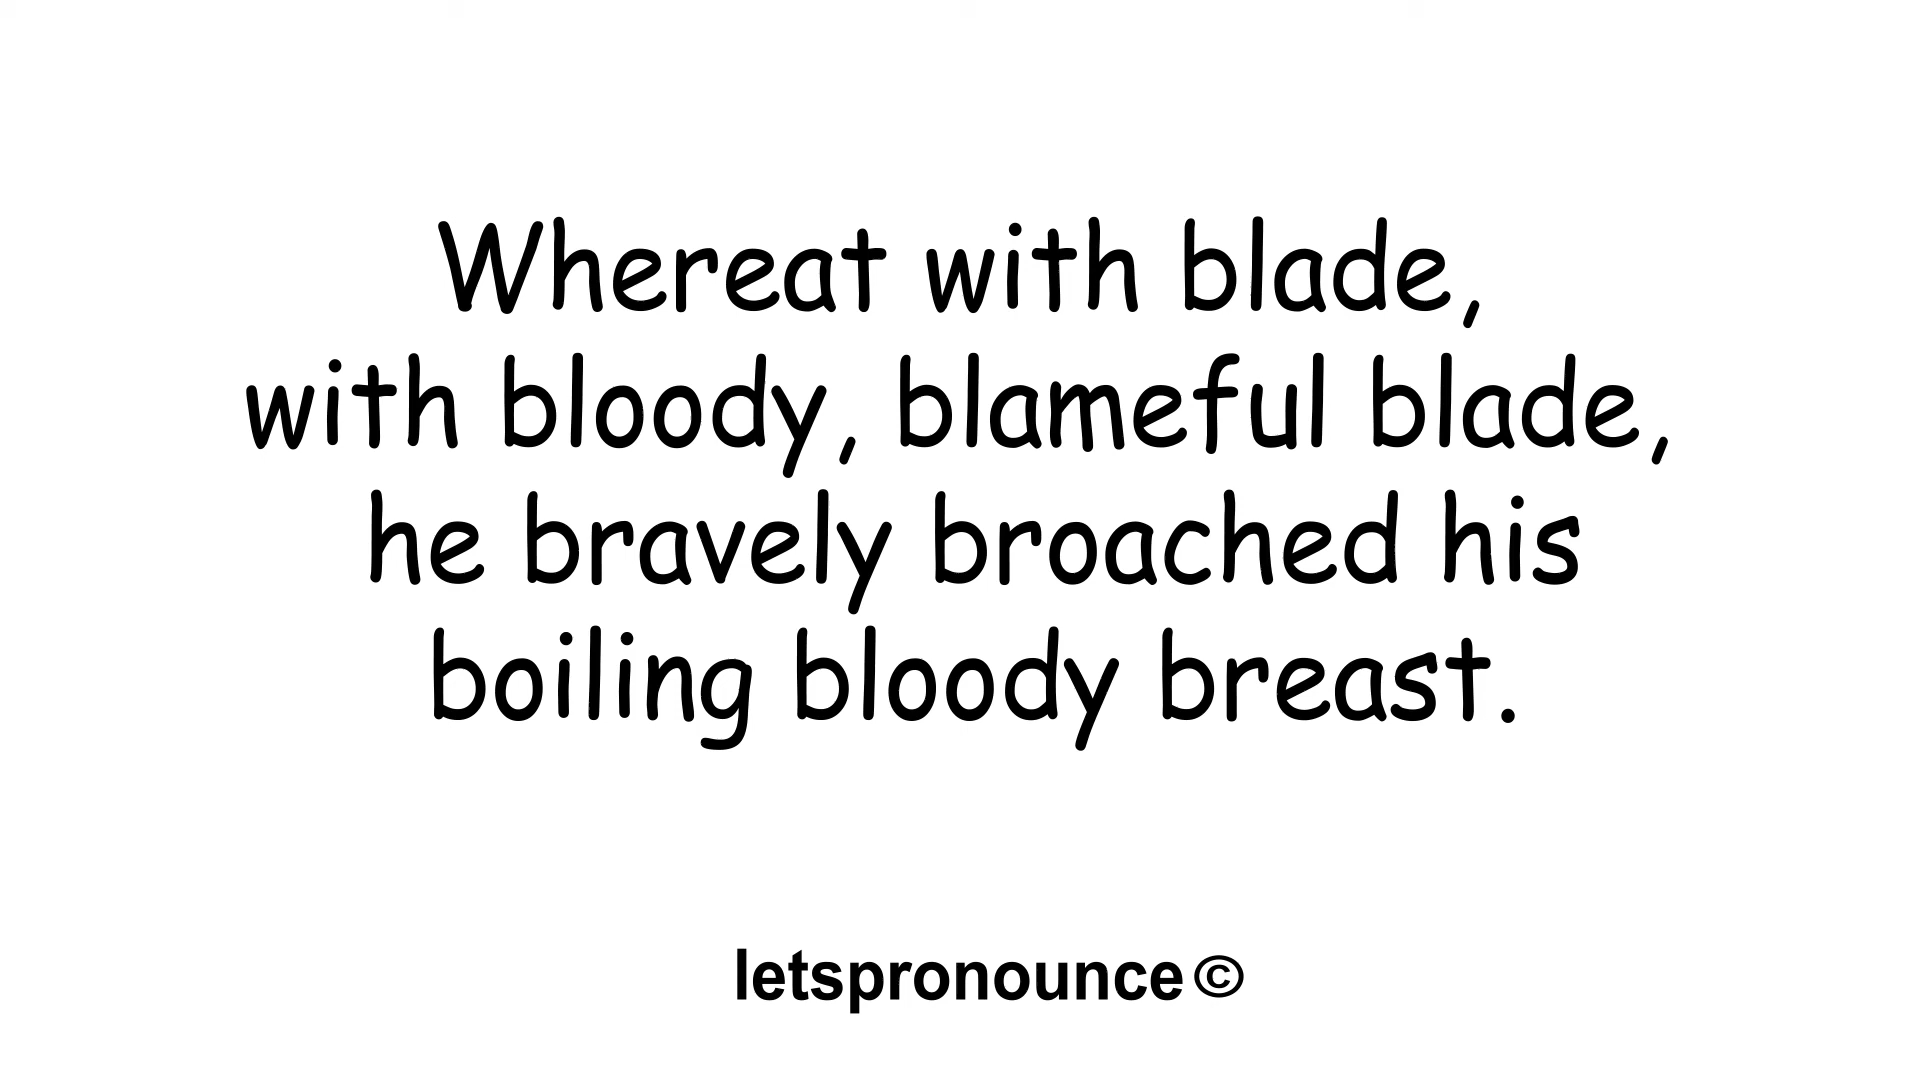 Whereat with blade,
with bloody, blameful blade,
he bravely broached his
boiling bloody breast.
letspronounce©